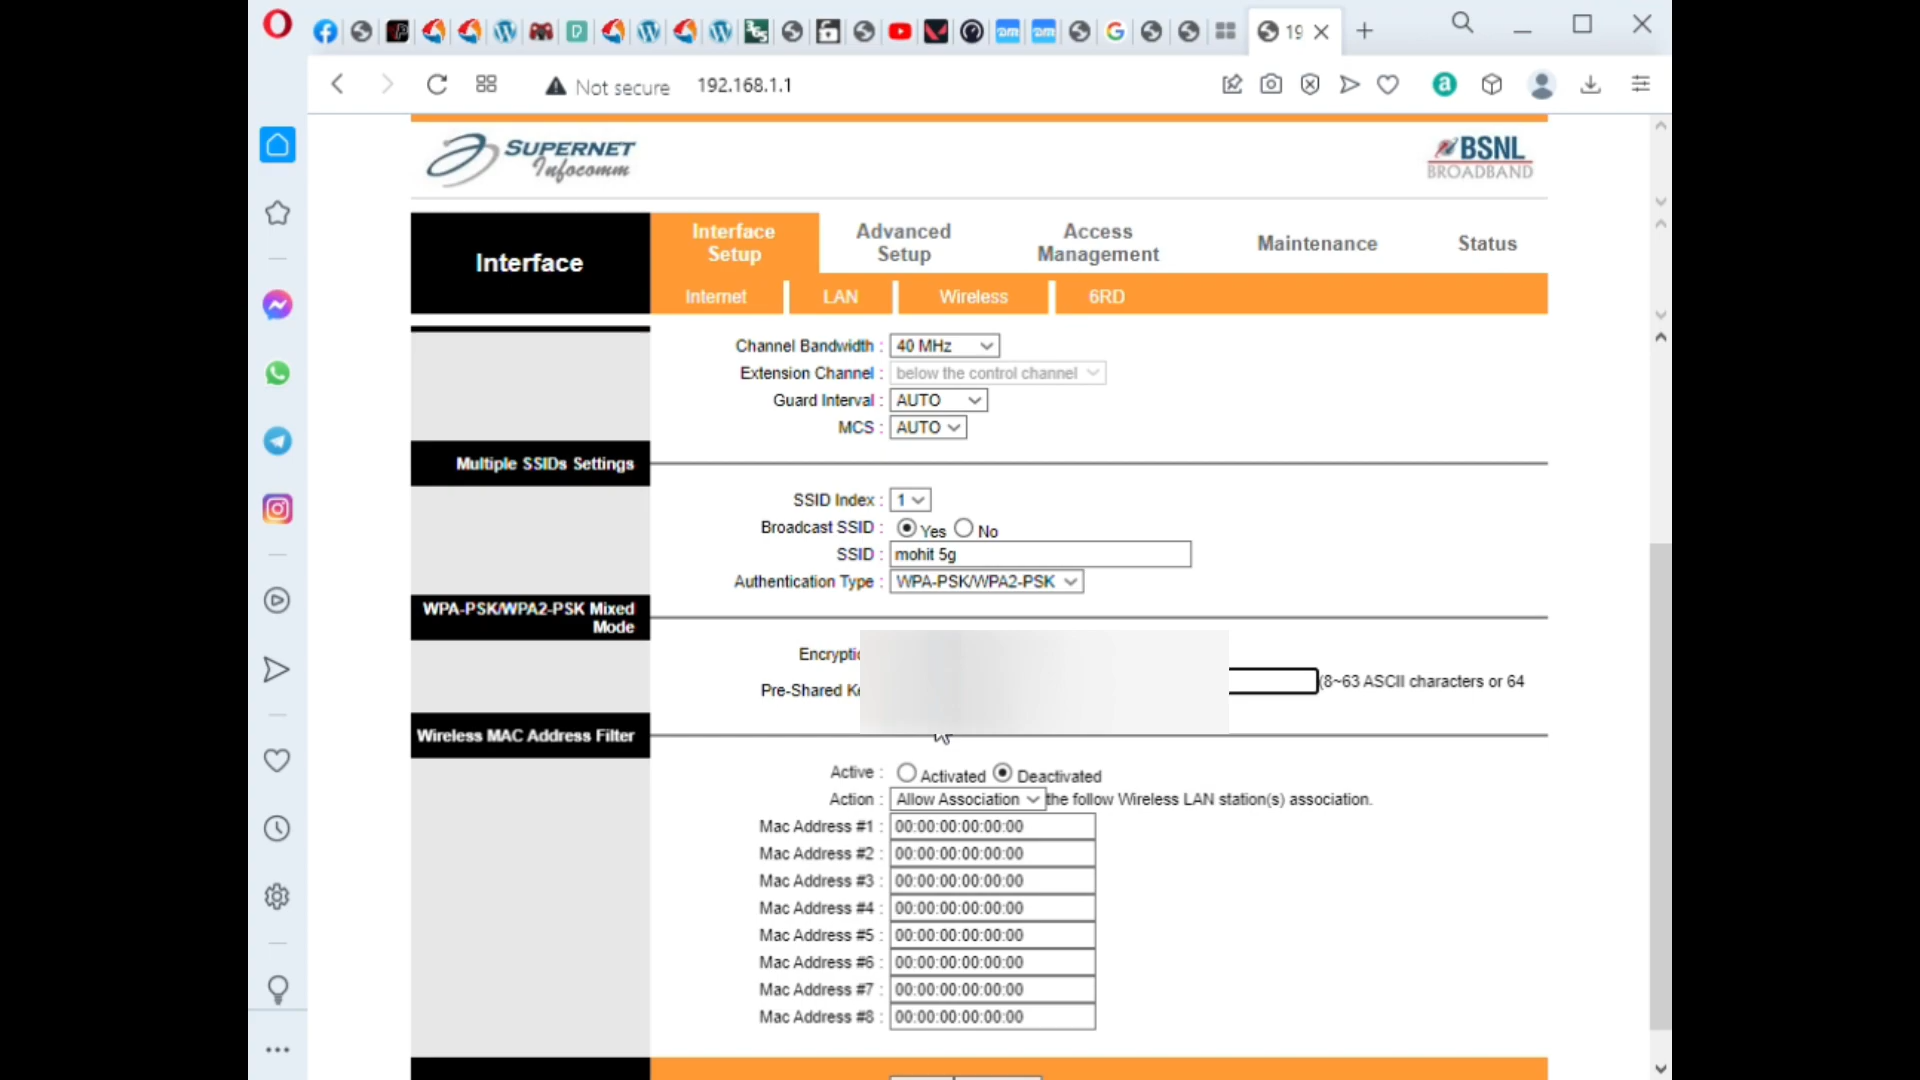 19
Not secure 192.168.1.1
SUPERNET
Infocomm
BSNL
BROADBAND
Interface
Interface Setup
Advanced Setup
Access Management
Maintenance
Status
Internet
LAN
Wireless
6RD
Channel Bandwidth : 40 MHz
Extension Channel : below the control channel
Guard Interval : AUTO
MCS : AUTO
Multiple SSIDs Settings
SSID Index : 1
Broadcast SSID : Yes No
SSID : mohit 5g
Authentication Type : WPA-PSK/WPA2-PSK
WPA-PSK/WPA2-PSK Mixed
Mode
Pre-Shared
(8~63 ASCII characters or 64
Wireless MAC Address Filter
Active : Activated Deactivated
Action : Allow Association the follow Wireless LAN station(s) association.
Mac Address #1 : 00:00:00:00:00:00
Mac Address #2 : 00:00:00:00:00:00
Mac Address #3 : 00:00:00:00:00:00
Mac Address #4 : 00:00:00:00:00:00
Mac Address #5 : 00:00:00:00:00:00
Mac Address #6 : 00:00:00:00:00:00
Mac Address #7 : 00:00:00:00:00:00
Mac Address #8 : 00:00:00:00:00:00